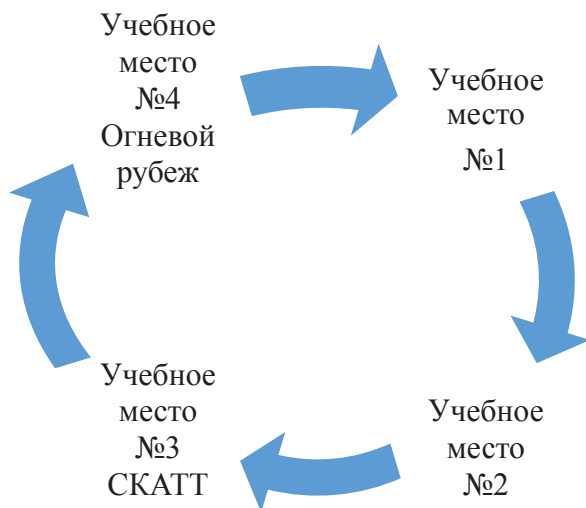 Учебное
место
№4
Огневой
рубеж
Учебное
место
№1
Учебное
место
№2
Учебное
место
№3
СКАТТ